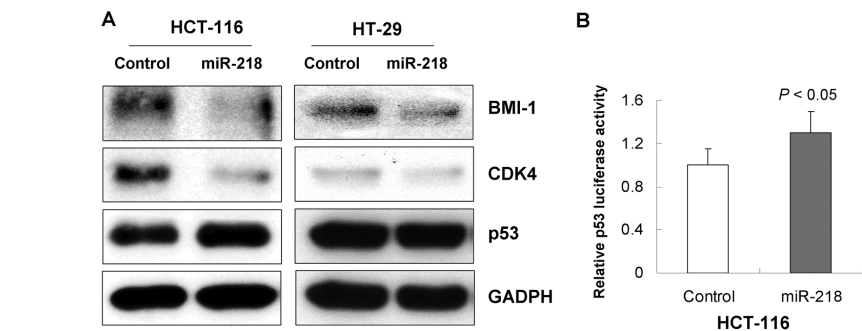 A
HCT-116
HT-29
Control miR-218
Control miR-218
BMI-1
CDK4
p53
GADPH
B
Relative p53 luciferase activity
P < 0.05
1.6
1.2
0.8
0.4
0
Control
miR-218
HCT-116